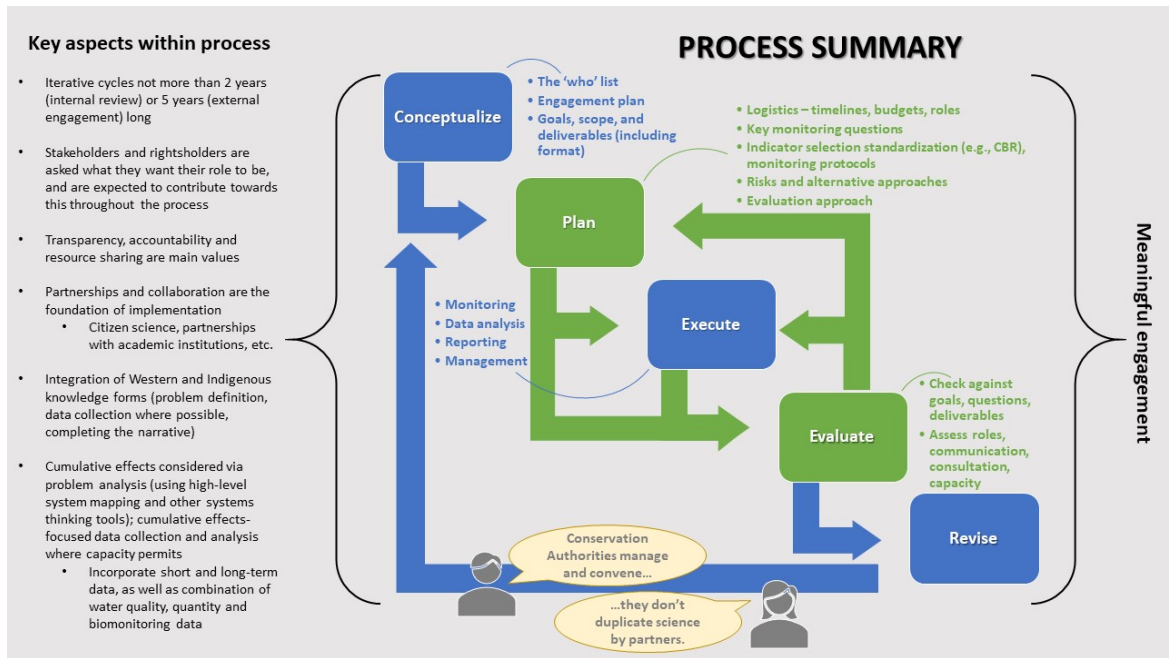 Key aspects within process
• Iterative cycles not more than 2 years
(internal review) or 5 years (external
engagement) long
• Stakeholders and rightsholders are
asked what they want their role to be,
and are expected to contribute towards
this throughout the process
• Transparency, accountability and
resource sharing are main values
• Partnerships and collaboration are the
foundation of implementation
• Citizen science, partnerships
with academic institutions, etc.
• Integration of Western and Indigenous
knowledge forms (problem definition,
data collection where possible,
completing the narrative)
• Cumulative effects considered via
problem analysis (using high-level
system mapping and other systems
thinking tools); cumulative effects-
focused data collection and analysis
where capacity permits
• Incorporate short and long-term
data, as well as combination of
water quality, quantity and
biomonitoring data
PROCESS SUMMARY
Conceptualize
• The ‘who’ list
• Engagement plan
• Goals, scope, and
deliverables (including
format)
Plan
• Logistics – timelines, budgets, roles
• Key monitoring questions
• Indicator selection standardization (e.g., CBR),
monitoring protocols
• Risks and alternative approaches
• Evaluation approach
Execute
• Monitoring
• Data analysis
• Reporting
• Management
Evaluate
• Check against
goals, questions,
deliverables
• Assess roles,
communication,
consultation,
capacity
Revise
Conservation
Authorities manage
and convene…
…they don’t
duplicate science
by partners.
Meaningful engagement